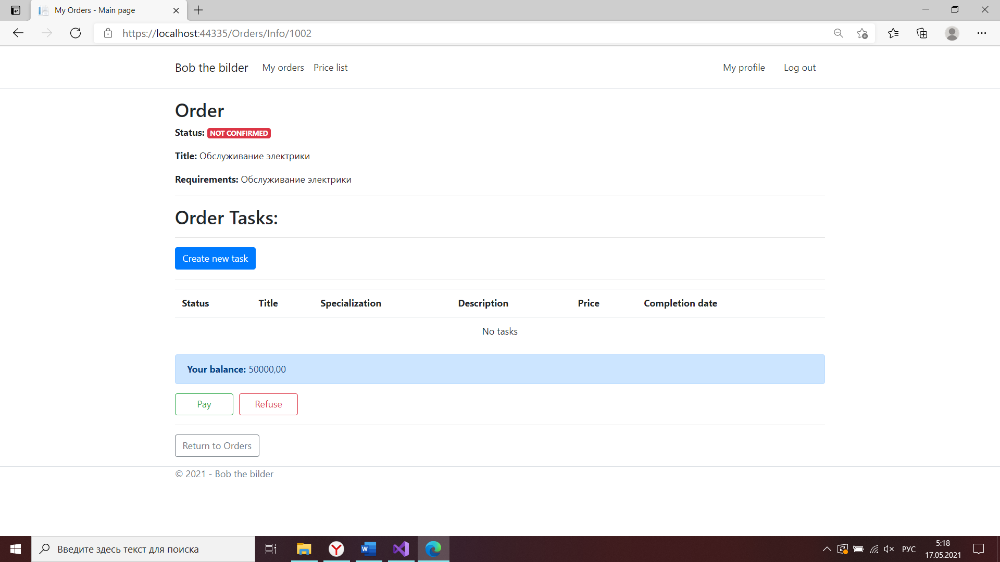 My Orders - Main page
https://localhost:44335/Orders/Info/1002
Bob the bilder My orders Price list My profile Log out
Order
Status: NOT CONFIRMED
Title: Обслуживание электрики
Requirements: Обслуживание электрики
Order Tasks:
Create new task
Status Title Specialization Description Price Completion date
No tasks
Your balance: 50000,00
Pay Refuse
Return to Orders
© 2021 - Bob the bilder
Введите здесь текст для поиска
РУС
5:18
17.05.2021